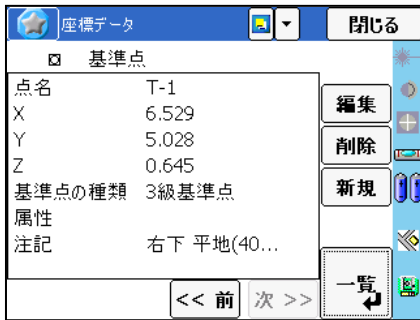 座標データ 閉じる
基準点
点名 T-1
X 6.529
Y 5.028
Z 0.645
基準点の種類 3級基準点
属性
注記 右下 平地(40...
編集
削除
新規
一覧
<< 前 次 >>